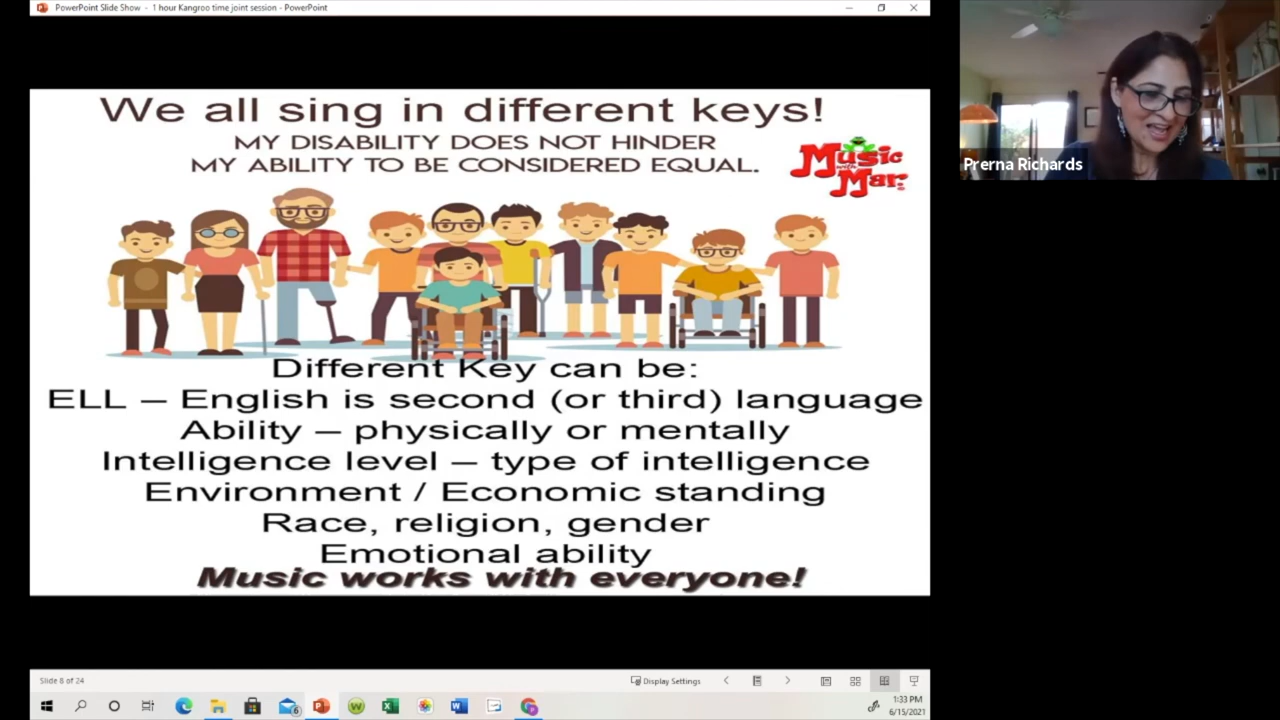 PowerPoint Slide Show - 1 hour Kangroo time joint session - PowerPoint
We all sing in different keys!
MY DISABILITY DOES NOT HINDER
MY ABILITY TO BE CONSIDERED EQUAL.
Music
with
Mar.
Prerna Richards
Different Key can be:
ELL – English is second (or third) language
Ability – physically or mentally
Intelligence level – type of intelligence
Environment / Economic standing
Race, religion, gender
Emotional ability
Music works with everyone!
Slide 8 of 24
Display Settings
6
1:33 PM
6/15/2021